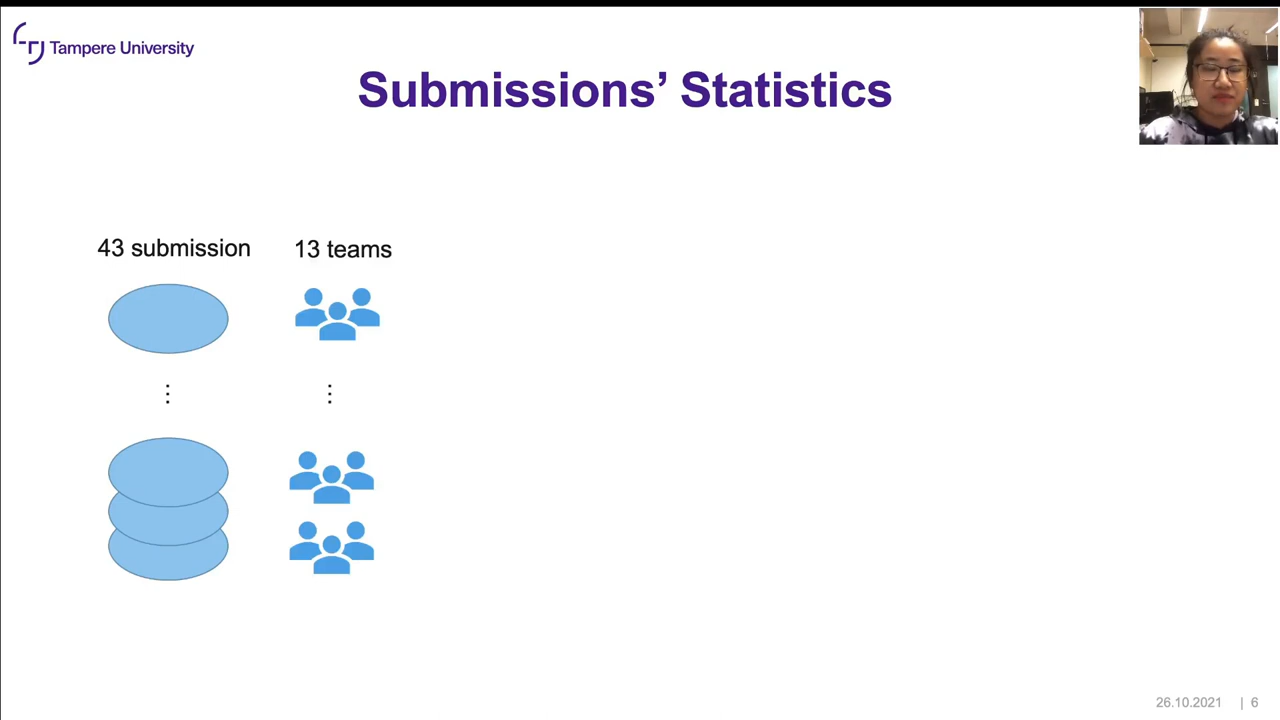 Tampere University
Submissions’ Statistics
43 submission
13 teams
26.10.2021 | 6